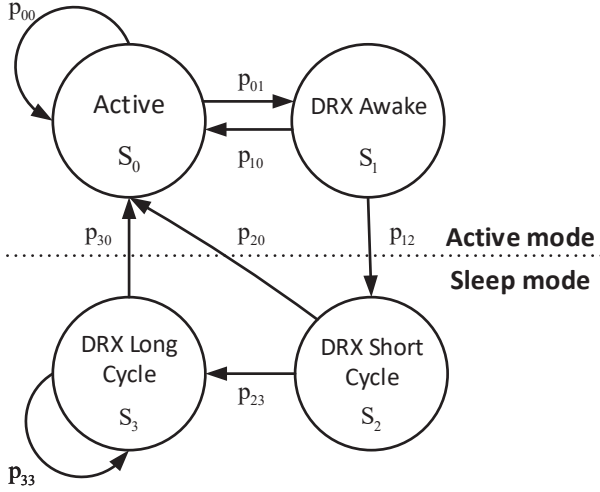 p00
Active
S0
p01
p10
DRX Awake
S1
p30
p20
p12
Active mode
Sleep mode
DRX Long
Cycle
S3
p23
DRX Short
Cycle
S2
p33